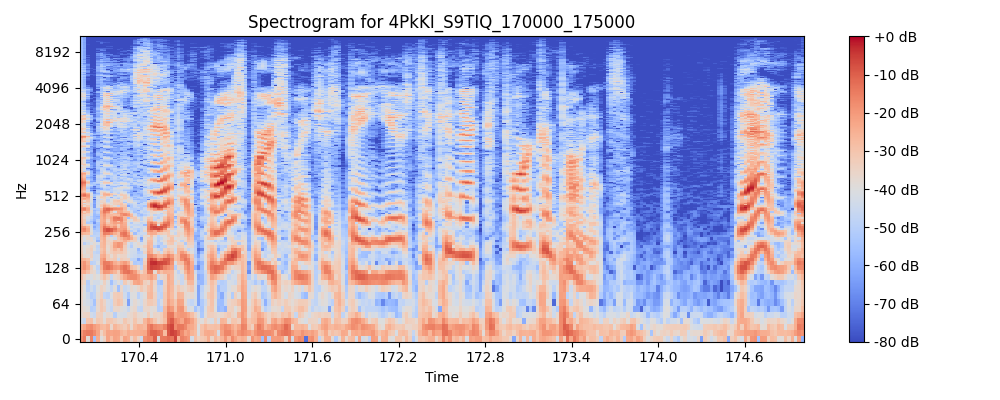 Spectrogram for 4PkKI_S9TIQ_170000_175000
Hz
8192
4096
2048
1024
512
256
128
64
0
170.4 171.0 171.6 172.2 172.8 173.4 174.0 174.6
Time
+0 dB
-10 dB
-20 dB
-30 dB
-40 dB
-50 dB
-60 dB
-70 dB
-80 dB